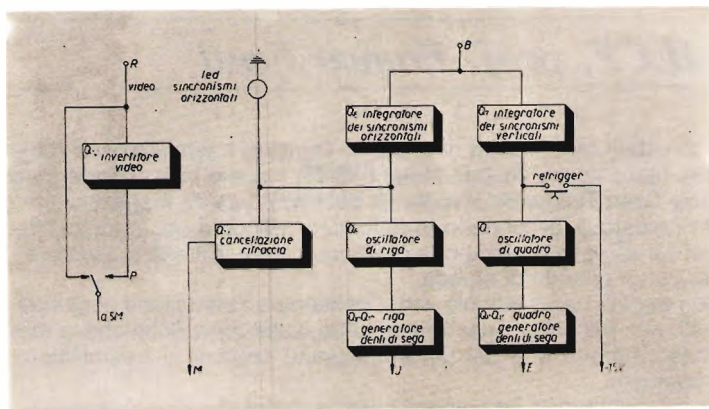 R
video
led
sincronismi
orizzontali
B
invertitore
video
integratore
dei sincronismi
orizzontali
integratore
dei sincronismi
verticali
retrigger
cancellazione
ritraccia
oscillatore
di riga
oscillatore
di quadro
P
a SM
riga
generatore
denti di sega
quadro
generatore
denti di sega
M
J
E